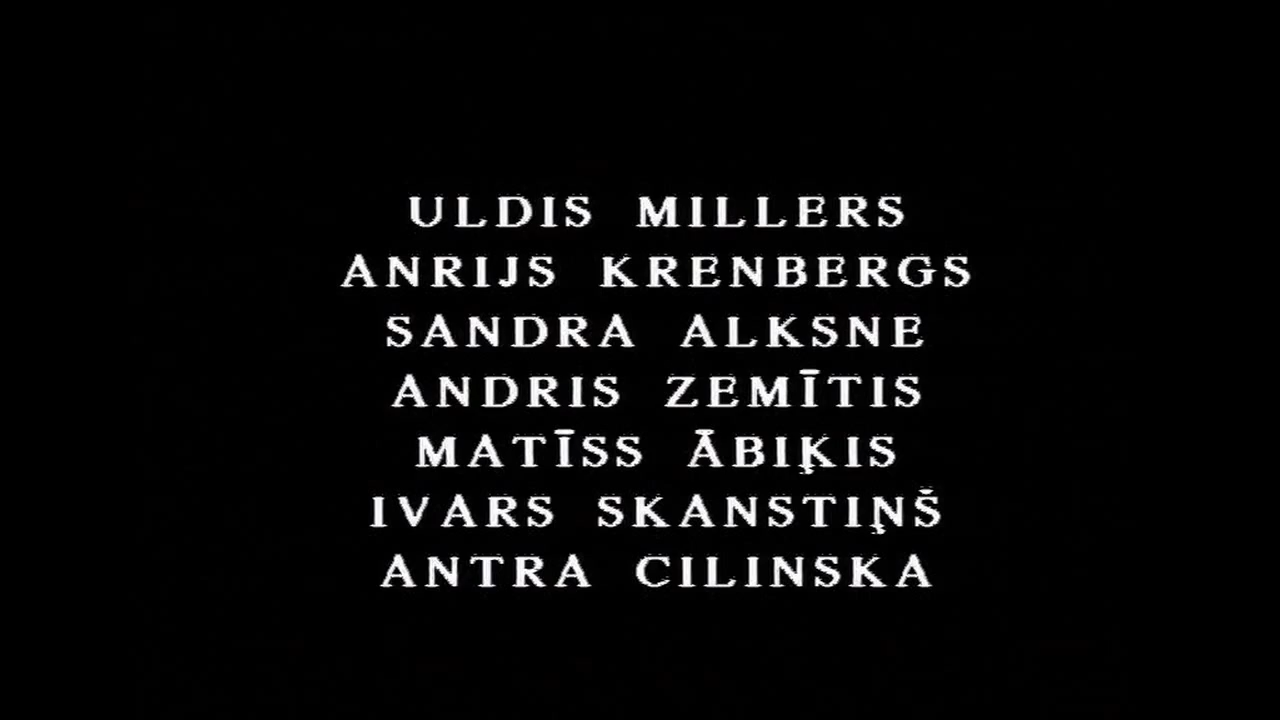 ULDIS MILLERS
ANRIJS KRENBERGS
SANDRA ALKSNE
ANDRIS ZEMĪTIS
MATĪSS ĀBIĶIS
IVARS SKANSTIŅŠ
ANTRA CILINSKA